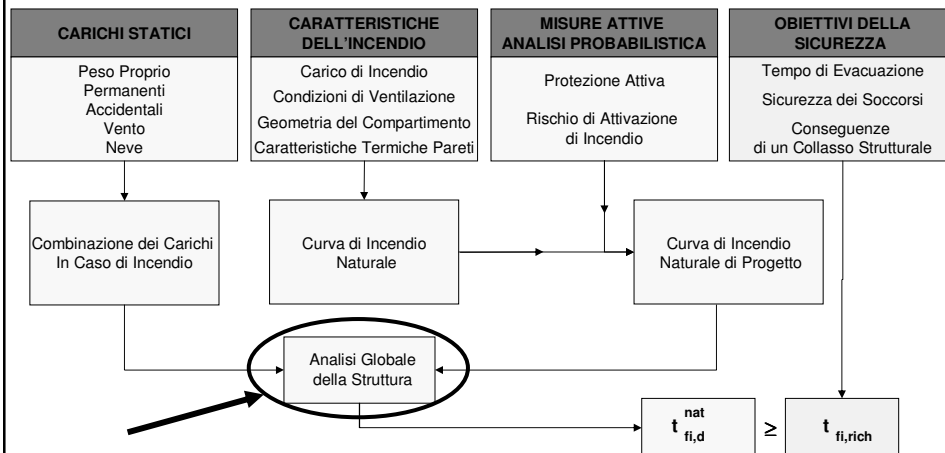 CARICHI STATICI
Peso Proprio
Permanenti
Accidentali
Vento
Neve
CARATTERISTICHE
DELL'INCENDIO
Carico di Incendio
Condizioni di Ventilazione
Geometria del Compartimento
Caratteristiche Termiche Pareti
MISURE ATTIVE
ANALISI PROBABILISTICA
Protezione Attiva
Rischio di Attivazione
di Incendio
OBIETTIVI DELLA
SICUREZZA
Tempo di Evacuazione
Sicurezza dei Soccorsi
Conseguenze
di un Collasso Strutturale
Combinazione dei Carichi
In Caso di Incendio
Curva di Incendio
Naturale
Curva di Incendio
Naturale di Progetto
Analisi Globale
della Struttura
t nat fi,d ≥ t fi,rich